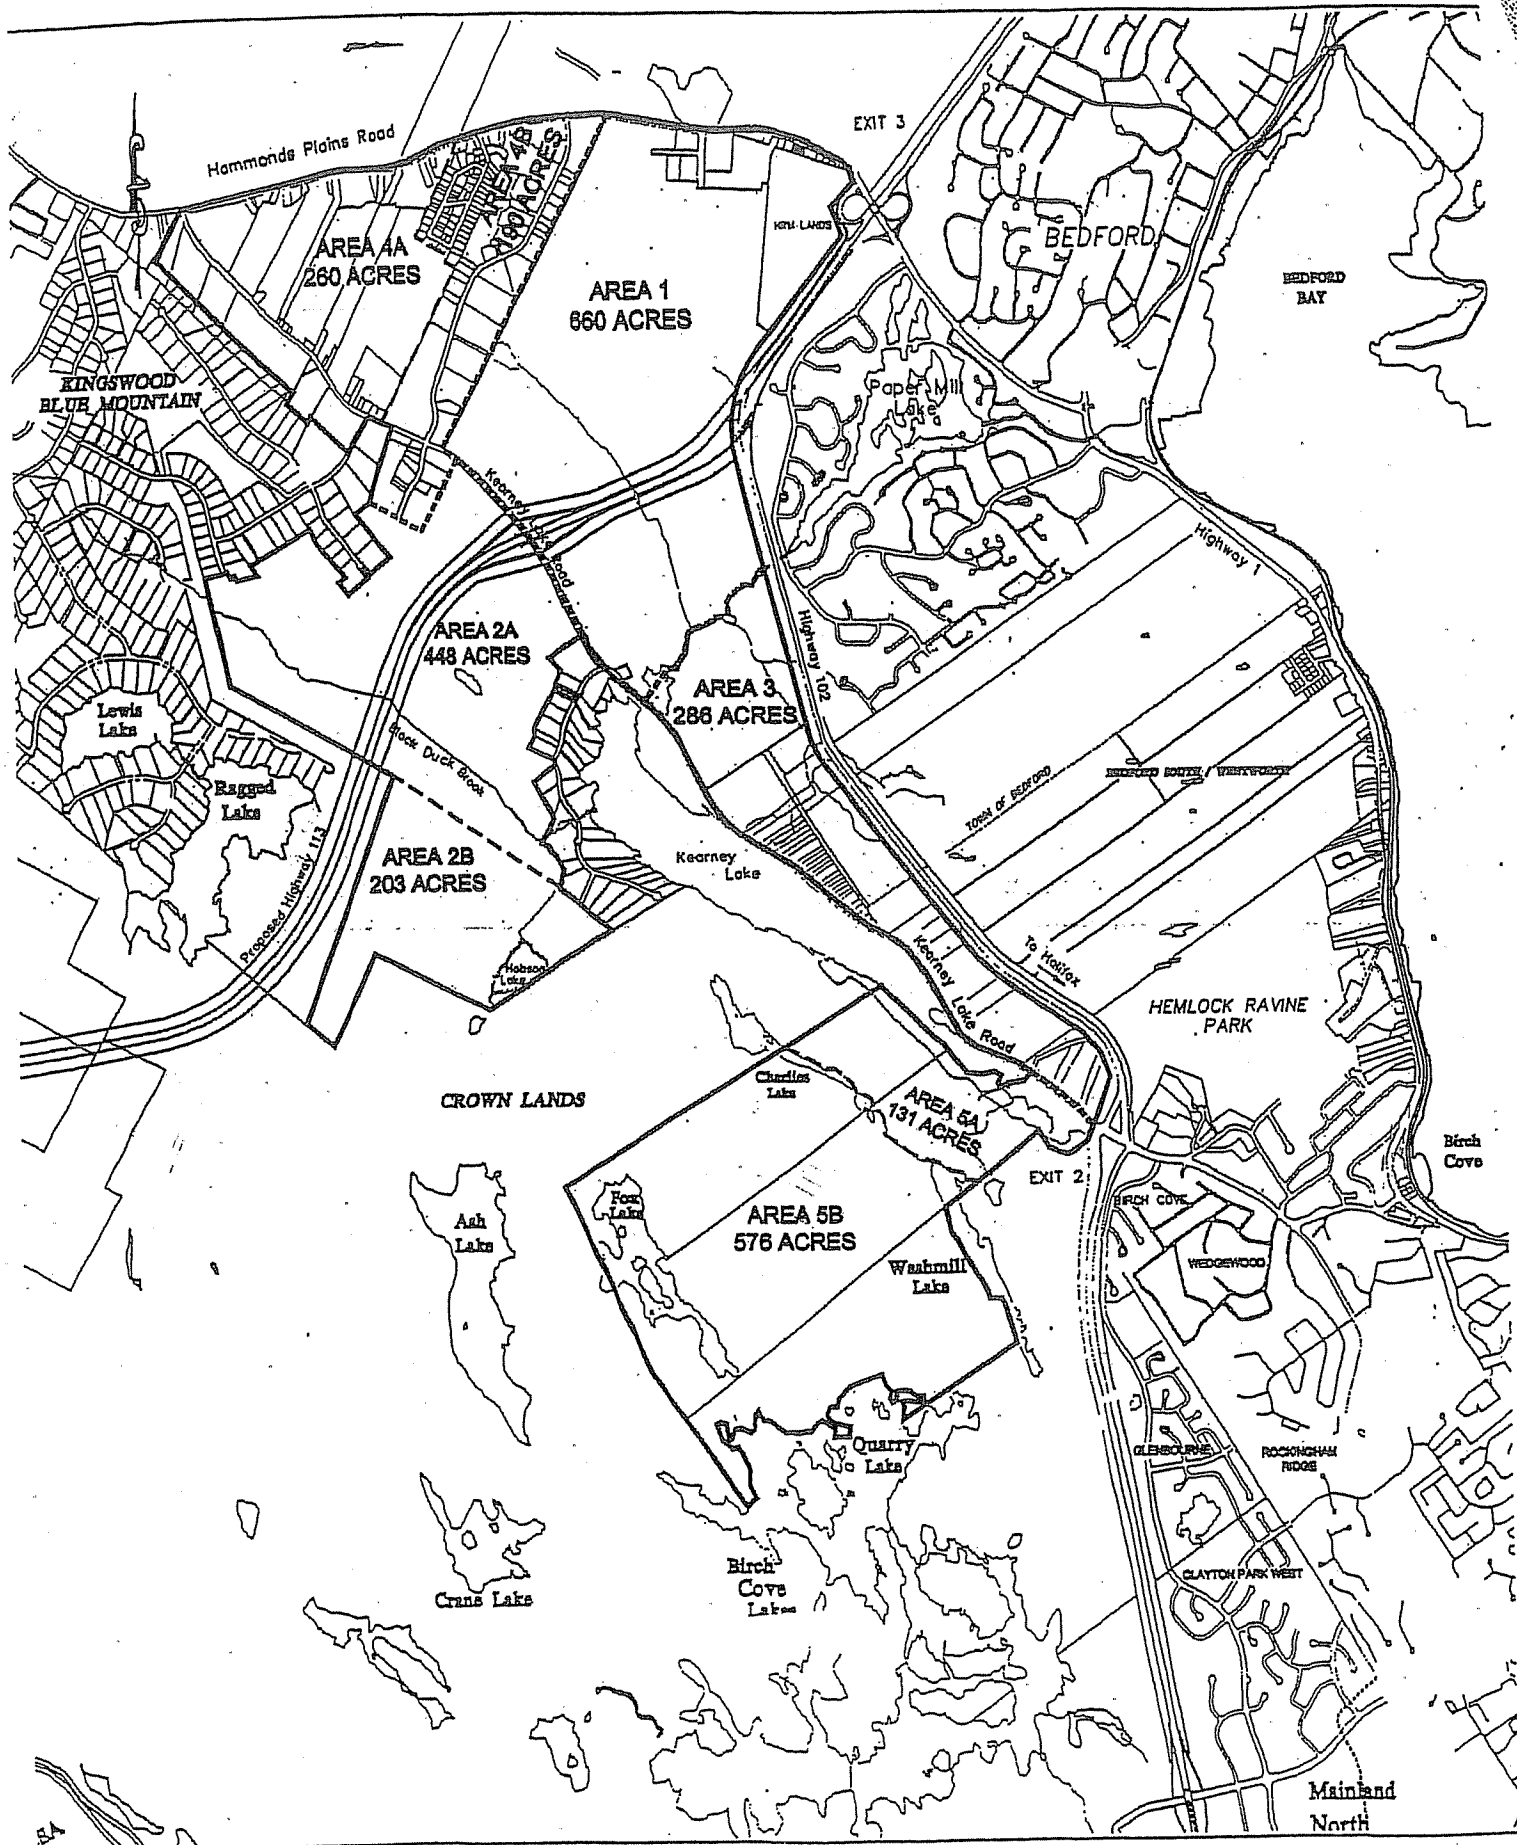 EXIT 3
Hammonds Plains Road
AREA 4B
190 ACRES
AREA 4A
260 ACRES
BEDFORD
AREA 1
660 ACRES
BEDFORD
BAY
KINGSWOOD
BLUE MOUNTAIN
Paper Mill
Lake
Kearney Lake Road
Highway 1
AREA 2A
448 ACRES
Highway 102
AREA 3
286 ACRES
Lewis
Lake
Black Duck Brook
Ragged
Lake
TOWN OF BEDFORD
BEDFORD SOUTH / WENTWORTH
Proposed Highway 113
AREA 2B
203 ACRES
Kearney
Lake
Hobson
Lake
Kearney Lake Road
To Halifax
HEMLOCK RAVINE
PARK
Charlies
Lake
CROWN LANDS
AREA 5A
131 ACRES
Birch
Cove
EXIT 2
BIRCH COVE
Fox
Lake
Ash
Lake
AREA 5B
576 ACRES
Washmill
Lake
WEDGEWOOD
Quarry
Lake
GLENBOURNE
ROCKINGHAM
RIDGE
Birch
Cove
Lakes
Crane Lake
CLAYTON PARK WEST
Mainland
North